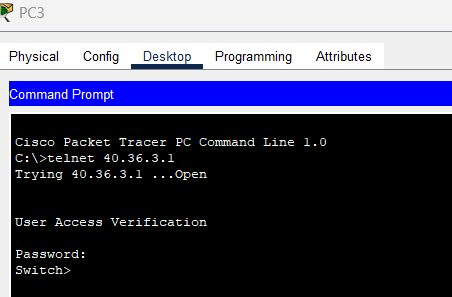 PC3
Physical Config Desktop Programming Attributes
Command Prompt
Cisco Packet Tracer PC Command Line 1.0
C:\>telnet 40.36.3.1
Trying 40.36.3.1 ...Open
User Access Verification
Password:
Switch>